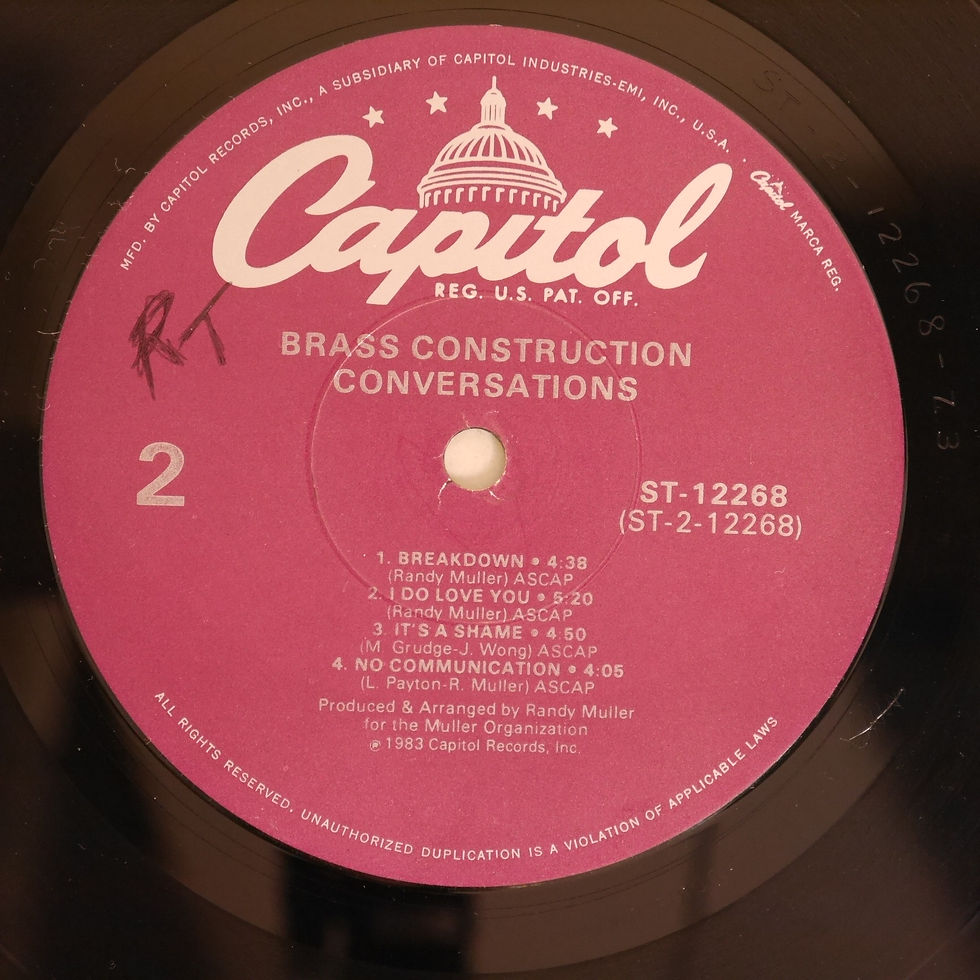 MFD. BY CAPITOL RECORDS, INC., A SUBSIDIARY OF CAPITOL INDUSTRIES-EMI, INC., U.S.A. • Capitol MARCA REG.
Capitol
REG. U.S. PAT. OFF.
RT
BRASS CONSTRUCTION
CONVERSATIONS
2
ST-12268
(ST-2-12268)
1. BREAKDOWN • 4:38
(Randy Muller) ASCAP
2. I DO LOVE YOU • 5:20
(Randy Muller) ASCAP
3. IT'S A SHAME • 4:50
(M. Grudge-J. Wong) ASCAP
4. NO COMMUNICATION • 4:05
(L. Payton-R. Muller) ASCAP
Produced & Arranged by Randy Muller
for the Muller Organization
℗ 1983 Capitol Records, Inc.
ALL RIGHTS RESERVED. UNAUTHORIZED DUPLICATION IS A VIOLATION OF APPLICABLE LAWS
ST-2-12268-